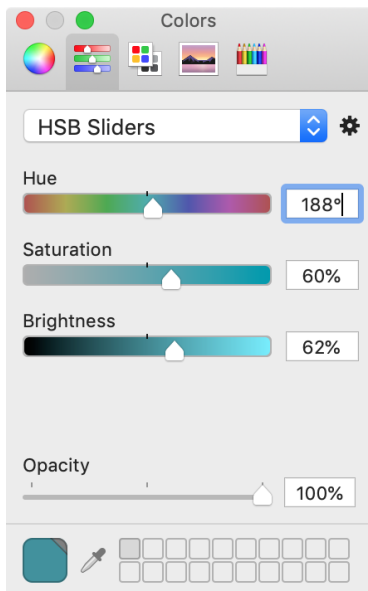 Colors
HSB Sliders
Hue
188°
Saturation
60%
Brightness
62%
Opacity
100%